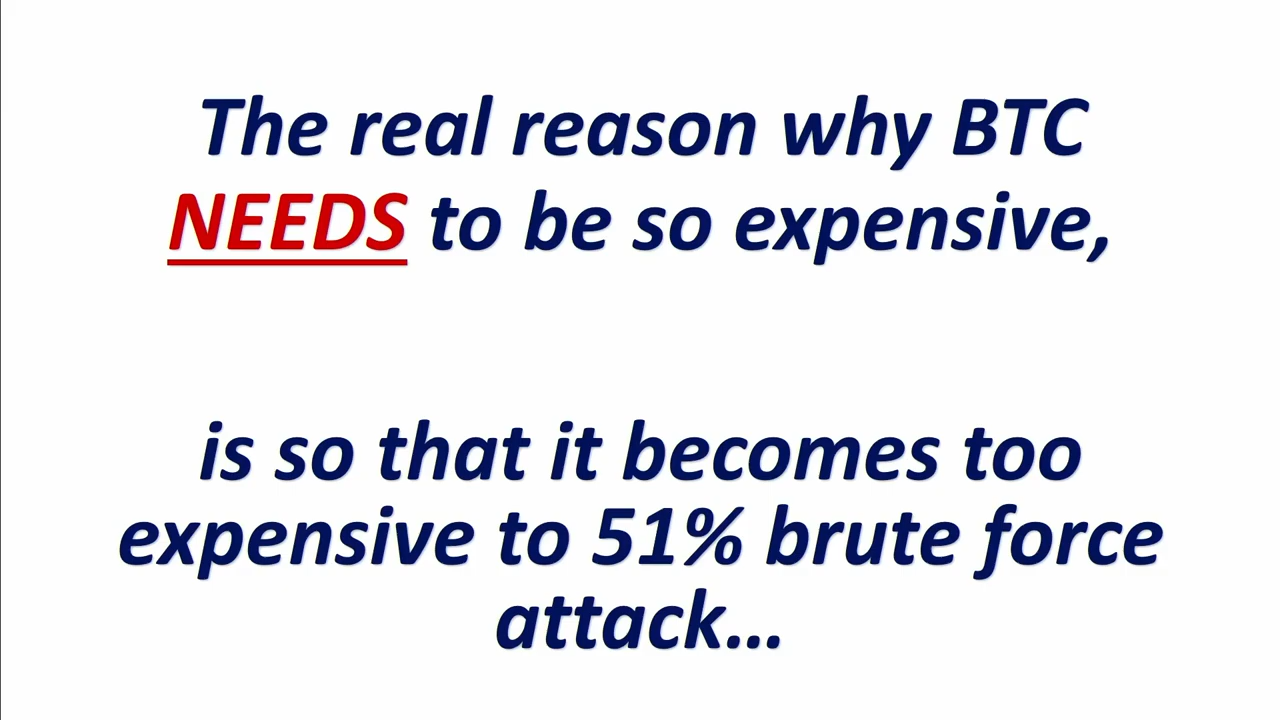 The real reason why BTC
NEEDS to be so expensive,
is so that it becomes too
expensive to 51% brute force
attack...